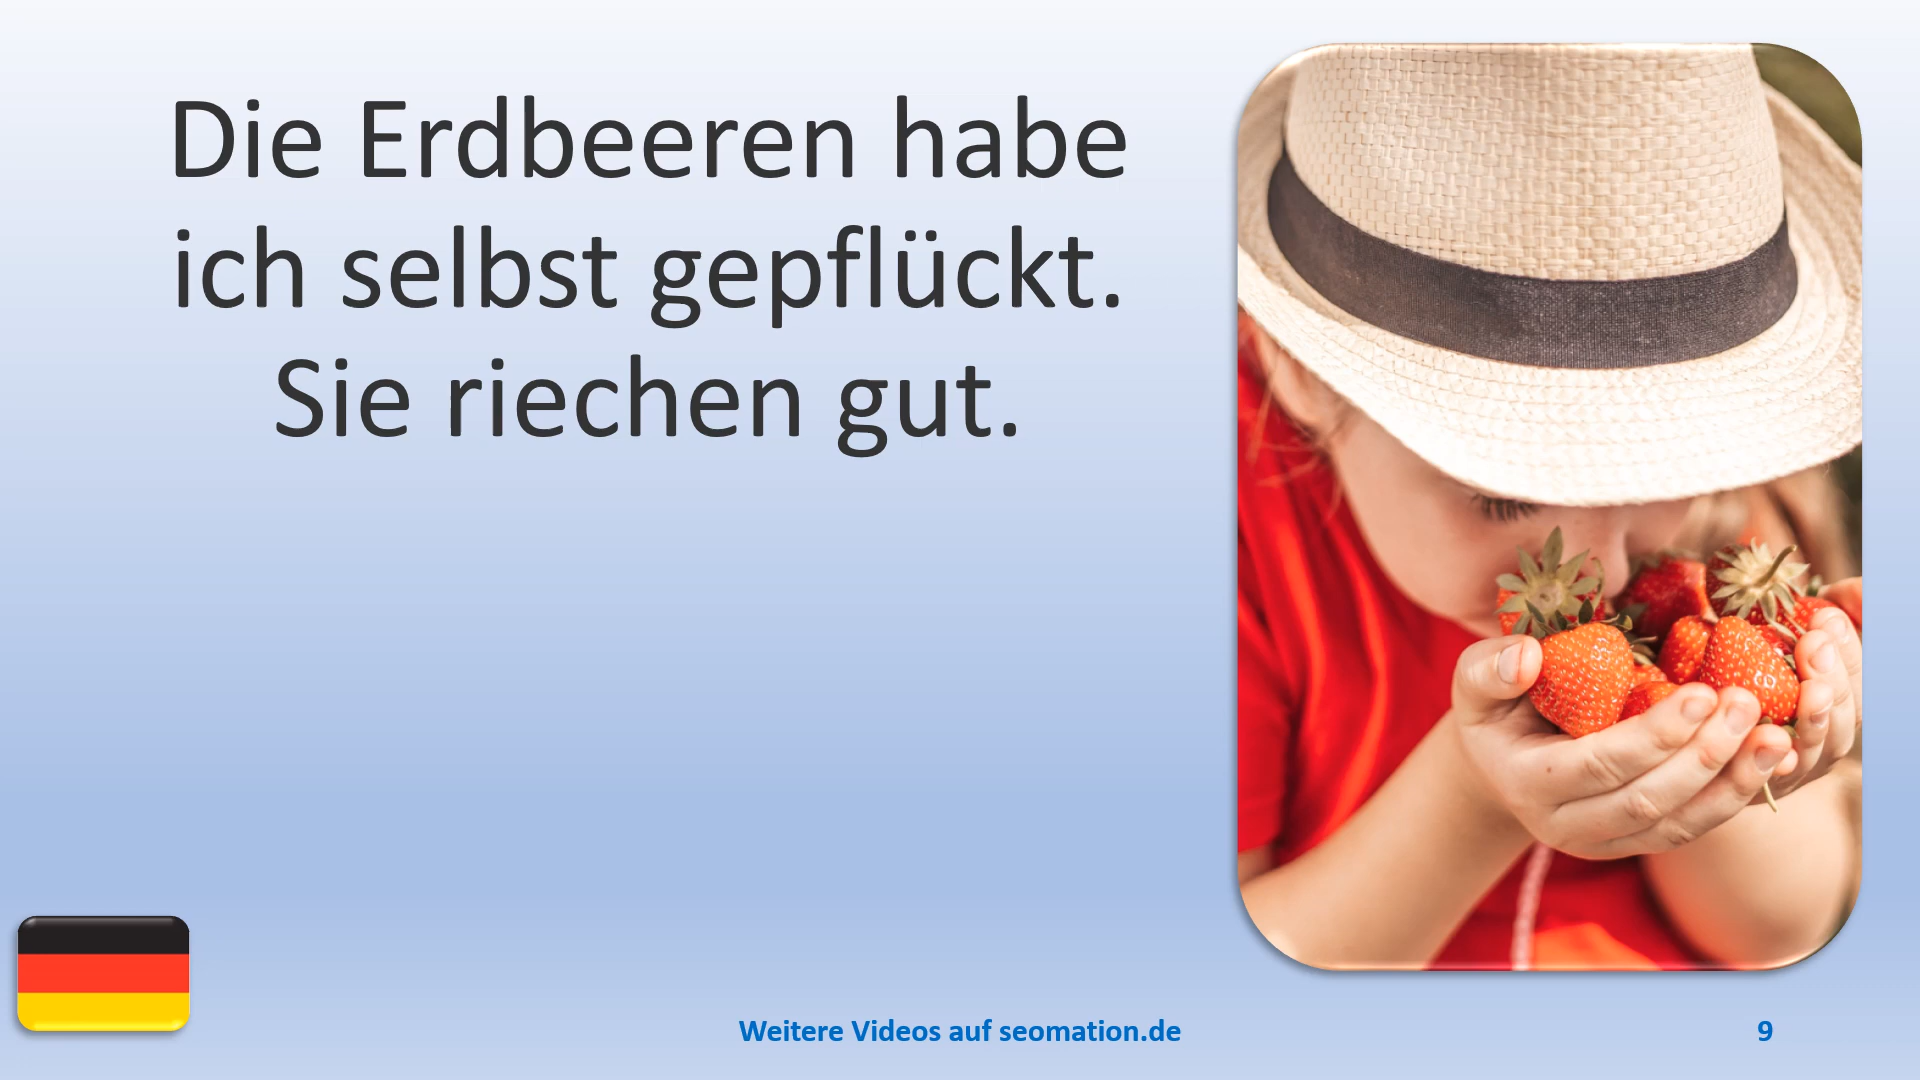 Die Erdbeeren habe
ich selbst gepflückt.
Sie riechen gut.
Weitere Videos auf seomation.de
9